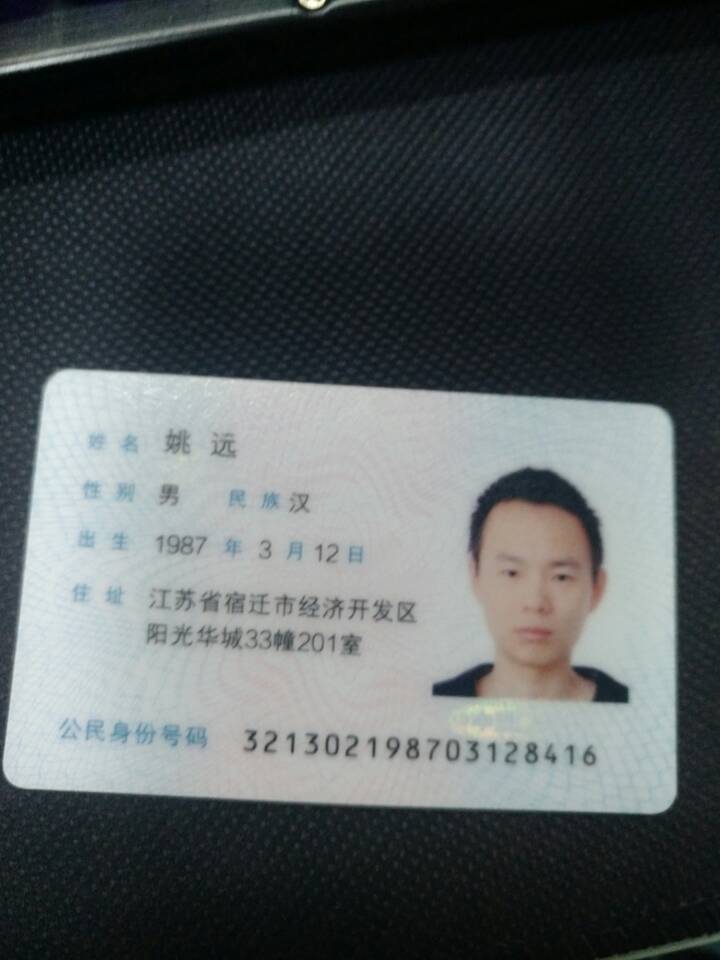 姓名 姚远
性别 男 民族 汉
出生 1987 年 3 月 12 日
住址 江苏省宿迁市经济开发区
阳光华城33幢201室
公民身份号码 321302198703128416